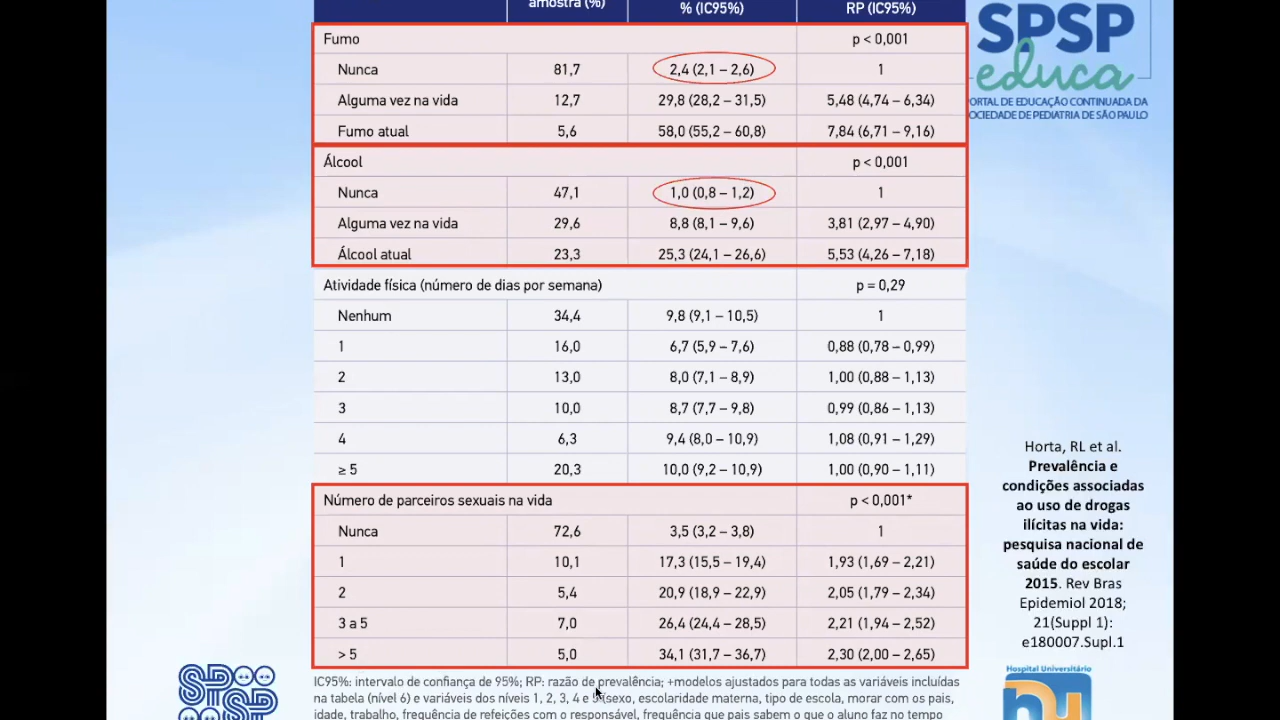 amostra (%) % (IC95%) RP (IC95%)
Fumo p < 0,001
Nunca 81,7 2,4 (2,1 – 2,6) 1
Alguma vez na vida 12,7 29,8 (28,2 – 31,5) 5,48 (4,74 – 6,34)
Fumo atual 5,6 58,0 (55,2 – 60,8) 7,84 (6,71 – 9,16)
Álcool p < 0,001
Nunca 47,1 1,0 (0,8 – 1,2) 1
Alguma vez na vida 29,6 8,8 (8,1 – 9,6) 3,81 (2,97 – 4,90)
Álcool atual 23,3 25,3 (24,1 – 26,6) 5,53 (4,26 – 7,18)
Atividade física (número de dias por semana) p = 0,29
Nenhum 34,4 9,8 (9,1 – 10,5) 1
1 16,0 6,7 (5,9 – 7,6) 0,88 (0,78 – 0,99)
2 13,0 8,0 (7,1 – 8,9) 1,00 (0,88 – 1,13)
3 10,0 8,7 (7,7 – 9,8) 0,99 (0,86 – 1,13)
4 6,3 9,4 (8,0 – 10,9) 1,08 (0,91 – 1,29)
≥ 5 20,3 10,0 (9,2 – 10,9) 1,00 (0,90 – 1,11)
Número de parceiros sexuais na vida p < 0,001*
Nunca 72,6 3,5 (3,2 – 3,8) 1
1 10,1 17,3 (15,5 – 19,4) 1,93 (1,69 – 2,21)
2 5,4 20,9 (18,9 – 22,9) 2,05 (1,79 – 2,34)
3 a 5 7,0 26,4 (24,4 – 28,5) 2,21 (1,94 – 2,52)
> 5 5,0 34,1 (31,7 – 36,7) 2,30 (2,00 – 2,65)
IC95%: intervalo de confiança de 95%; RP: razão de prevalência; +modelos ajustados para todas as variáveis incluídas
na tabela (nível 6) e variáveis dos níveis 1, 2, 3, 4 e 5 (sexo, escolaridade materna, tipo de escola, morar com os pais,
idade, trabalho, frequência de refeições com o responsável, frequência que pais sabem o que o aluno faz no tempo
SPSP
educa
PORTAL DE EDUCAÇÃO CONTINUADA DA
SOCIEDADE DE PEDIATRIA DE SÃO PAULO
Horta, RL et al.
Prevalência e
condições associadas
ao uso de drogas
ilícitas na vida:
pesquisa nacional de
saúde do escolar
2015. Rev Bras
Epidemiol 2018;
21(Suppl 1):
e180007.Supl.1
SPSP
Hospital Universitário